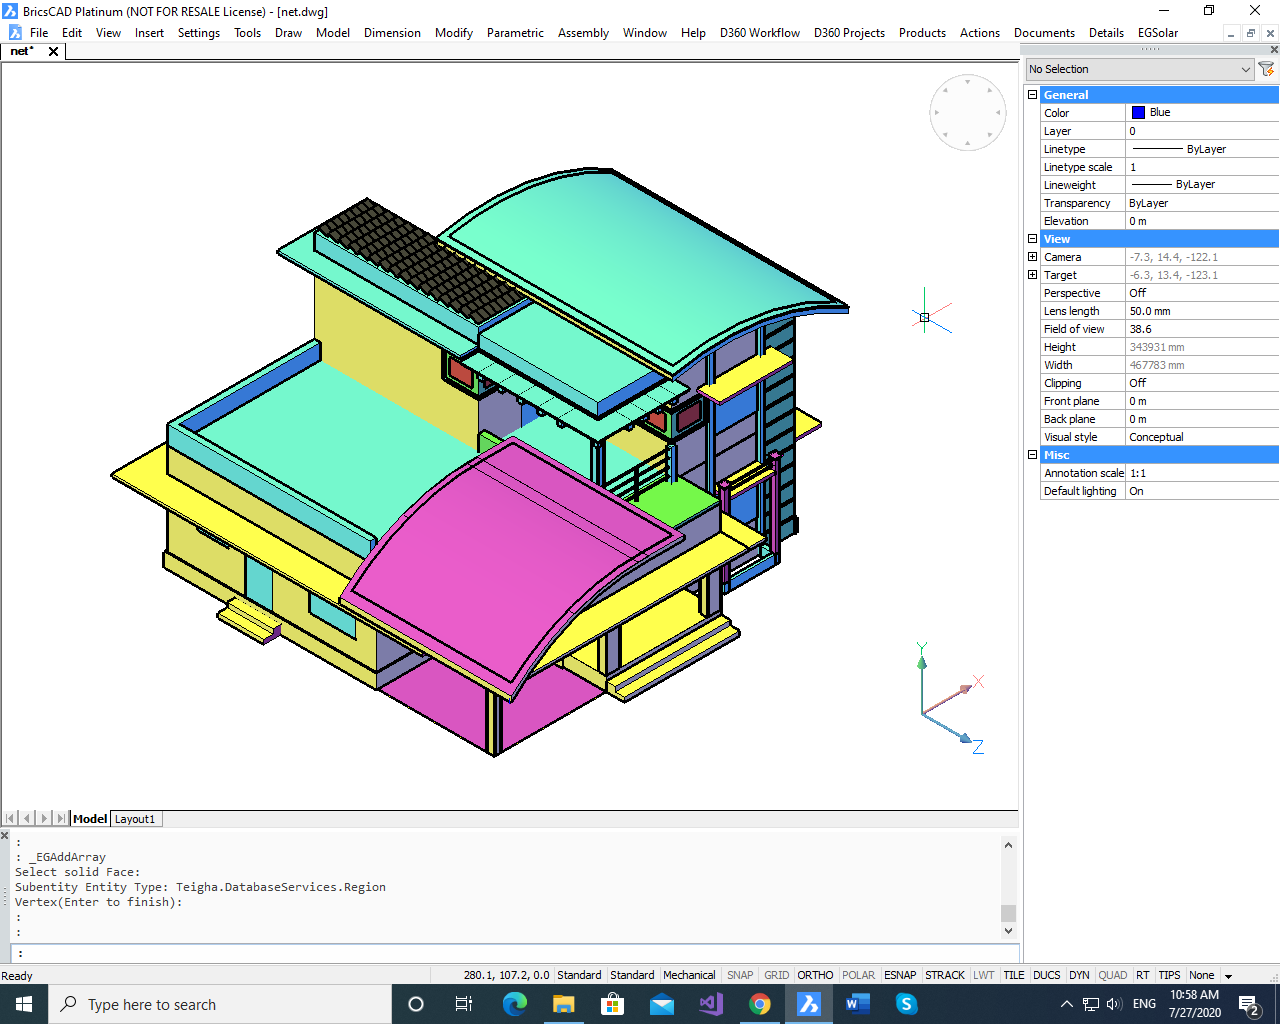 BricsCAD Platinum (NOT FOR RESALE License) - [net.dwg]
File Edit View Insert Settings Tools Draw Model Dimension Modify Parametric Assembly Window Help D360 Workflow D360 Projects Products Actions Documents Details EGSolar
net*
No Selection
General
Color Blue
Layer 0
Linetype ByLayer
Linetype scale 1
Lineweight ByLayer
Transparency ByLayer
Elevation 0 m
View
Camera -7.3, 14.4, -122.1
Target -6.3, 13.4, -123.1
Perspective Off
Lens length 50.0 mm
Field of view 38.6
Height 343931 mm
Width 467783 mm
Clipping Off
Front plane 0 m
Back plane 0 m
Visual style Conceptual
Misc
Annotation scale 1:1
Default lighting On
Y
X
Z
Model Layout1
:
: _EGAddArray
Select solid Face:
Subentity Entity Type: Teigha.DatabaseServices.Region
Vertex(Enter to finish):
:
:
:
Ready 280.1, 107.2, 0.0 Standard Standard Mechanical SNAP GRID ORTHO POLAR ESNAP STRACK LWT TILE DUCS DYN QUAD RT TIPS None
Type here to search
ENG
10:58 AM
7/27/2020
2